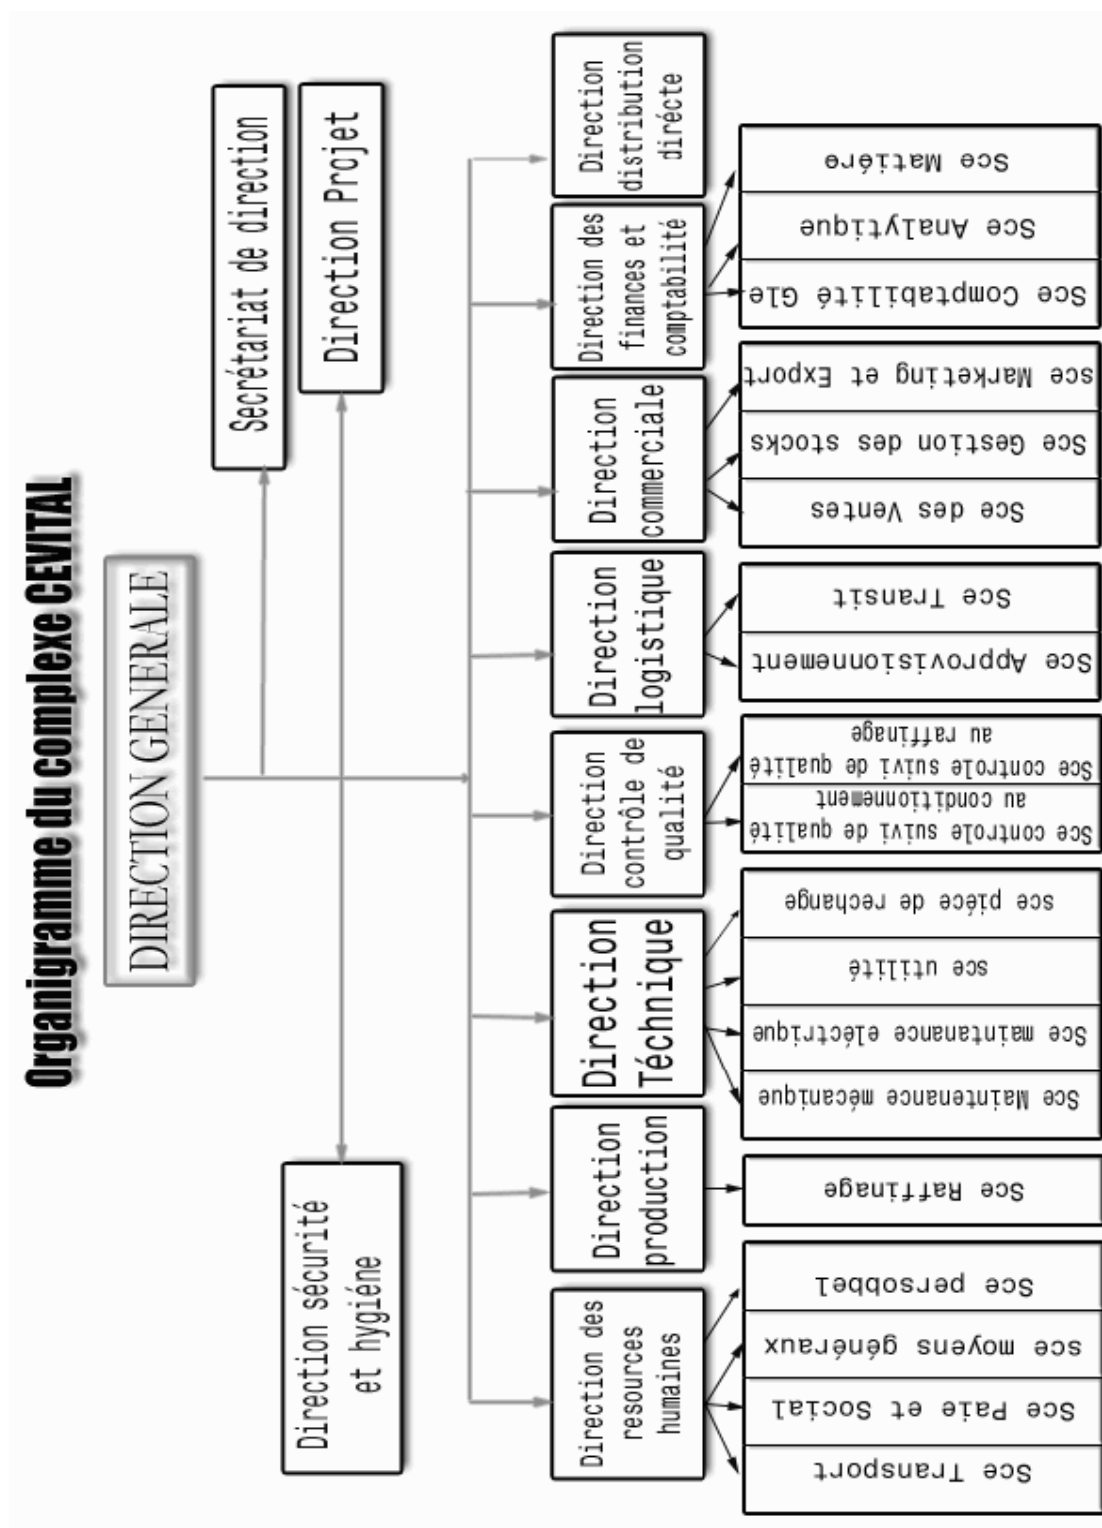 Organigramme du complexe CEVITAL
DIRECTION GENERALE
Secrétariat de direction
Direction Projet
Direction sécurité
et hygiéne
Direction des
resources
humaines
Direction
production
Direction
Téchnique
Direction
contrôle de
qualité
Direction
logistique
Direction
commerciale
Direction des
finances et
comptabilité
Direction
distribution
dirécte
Sce Transport
Sce Paie et Social
sce moyens généraux
Sce persobbel
Sce Raffinage
Sce Maintenance mécanique
Sce maintanance eléctrique
sce utilité
sce piéce de rechange
Sce controle suivi de qualité
au conditionnement
Sce controle suivi de qualité
au raffinage
Sce Approvisionnement
Sce Transit
Sce des Ventes
Sce Gestion des stocks
sce Marketing et Export
Sce Comptabilité Gle
Sce Analytique
Sce Matiére